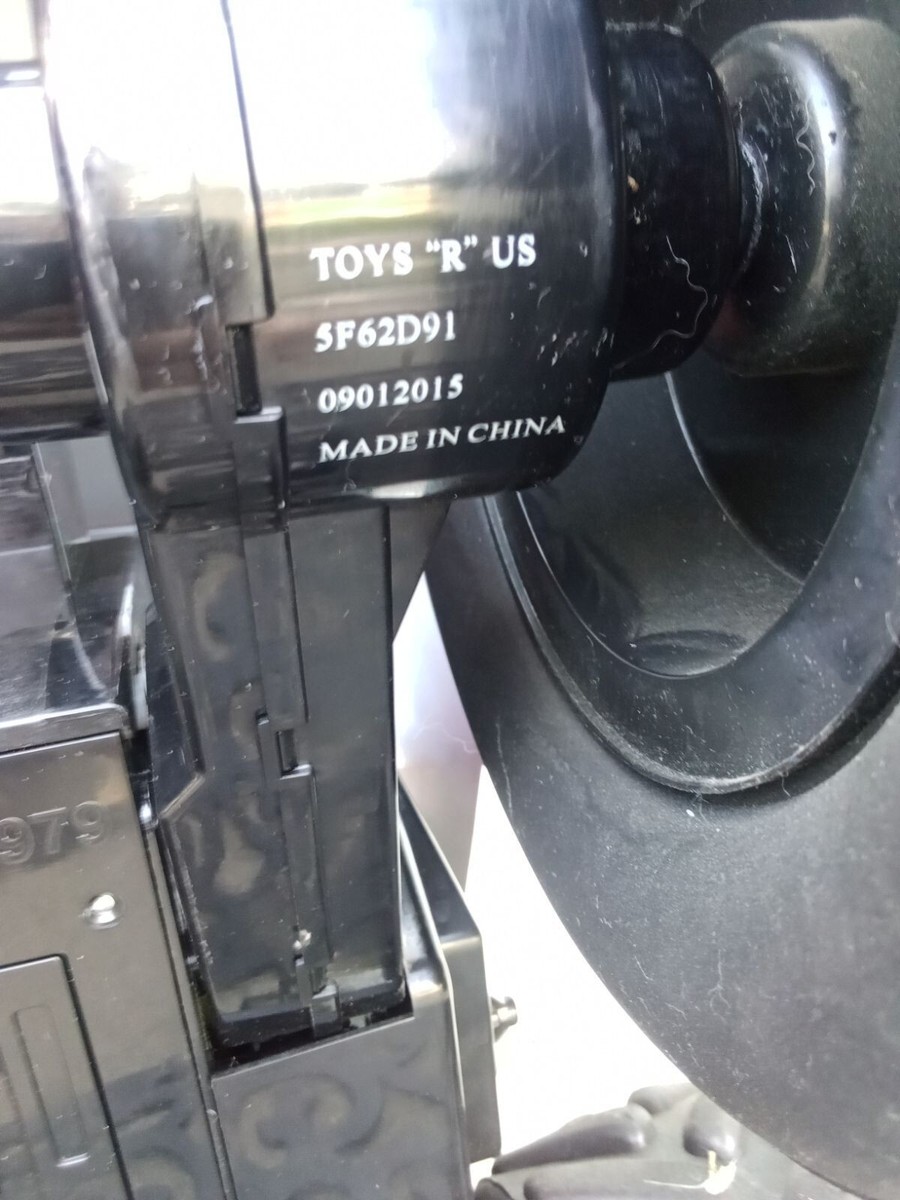 TOYS “R” US
5F62D91
09012015
MADE IN CHINA
979